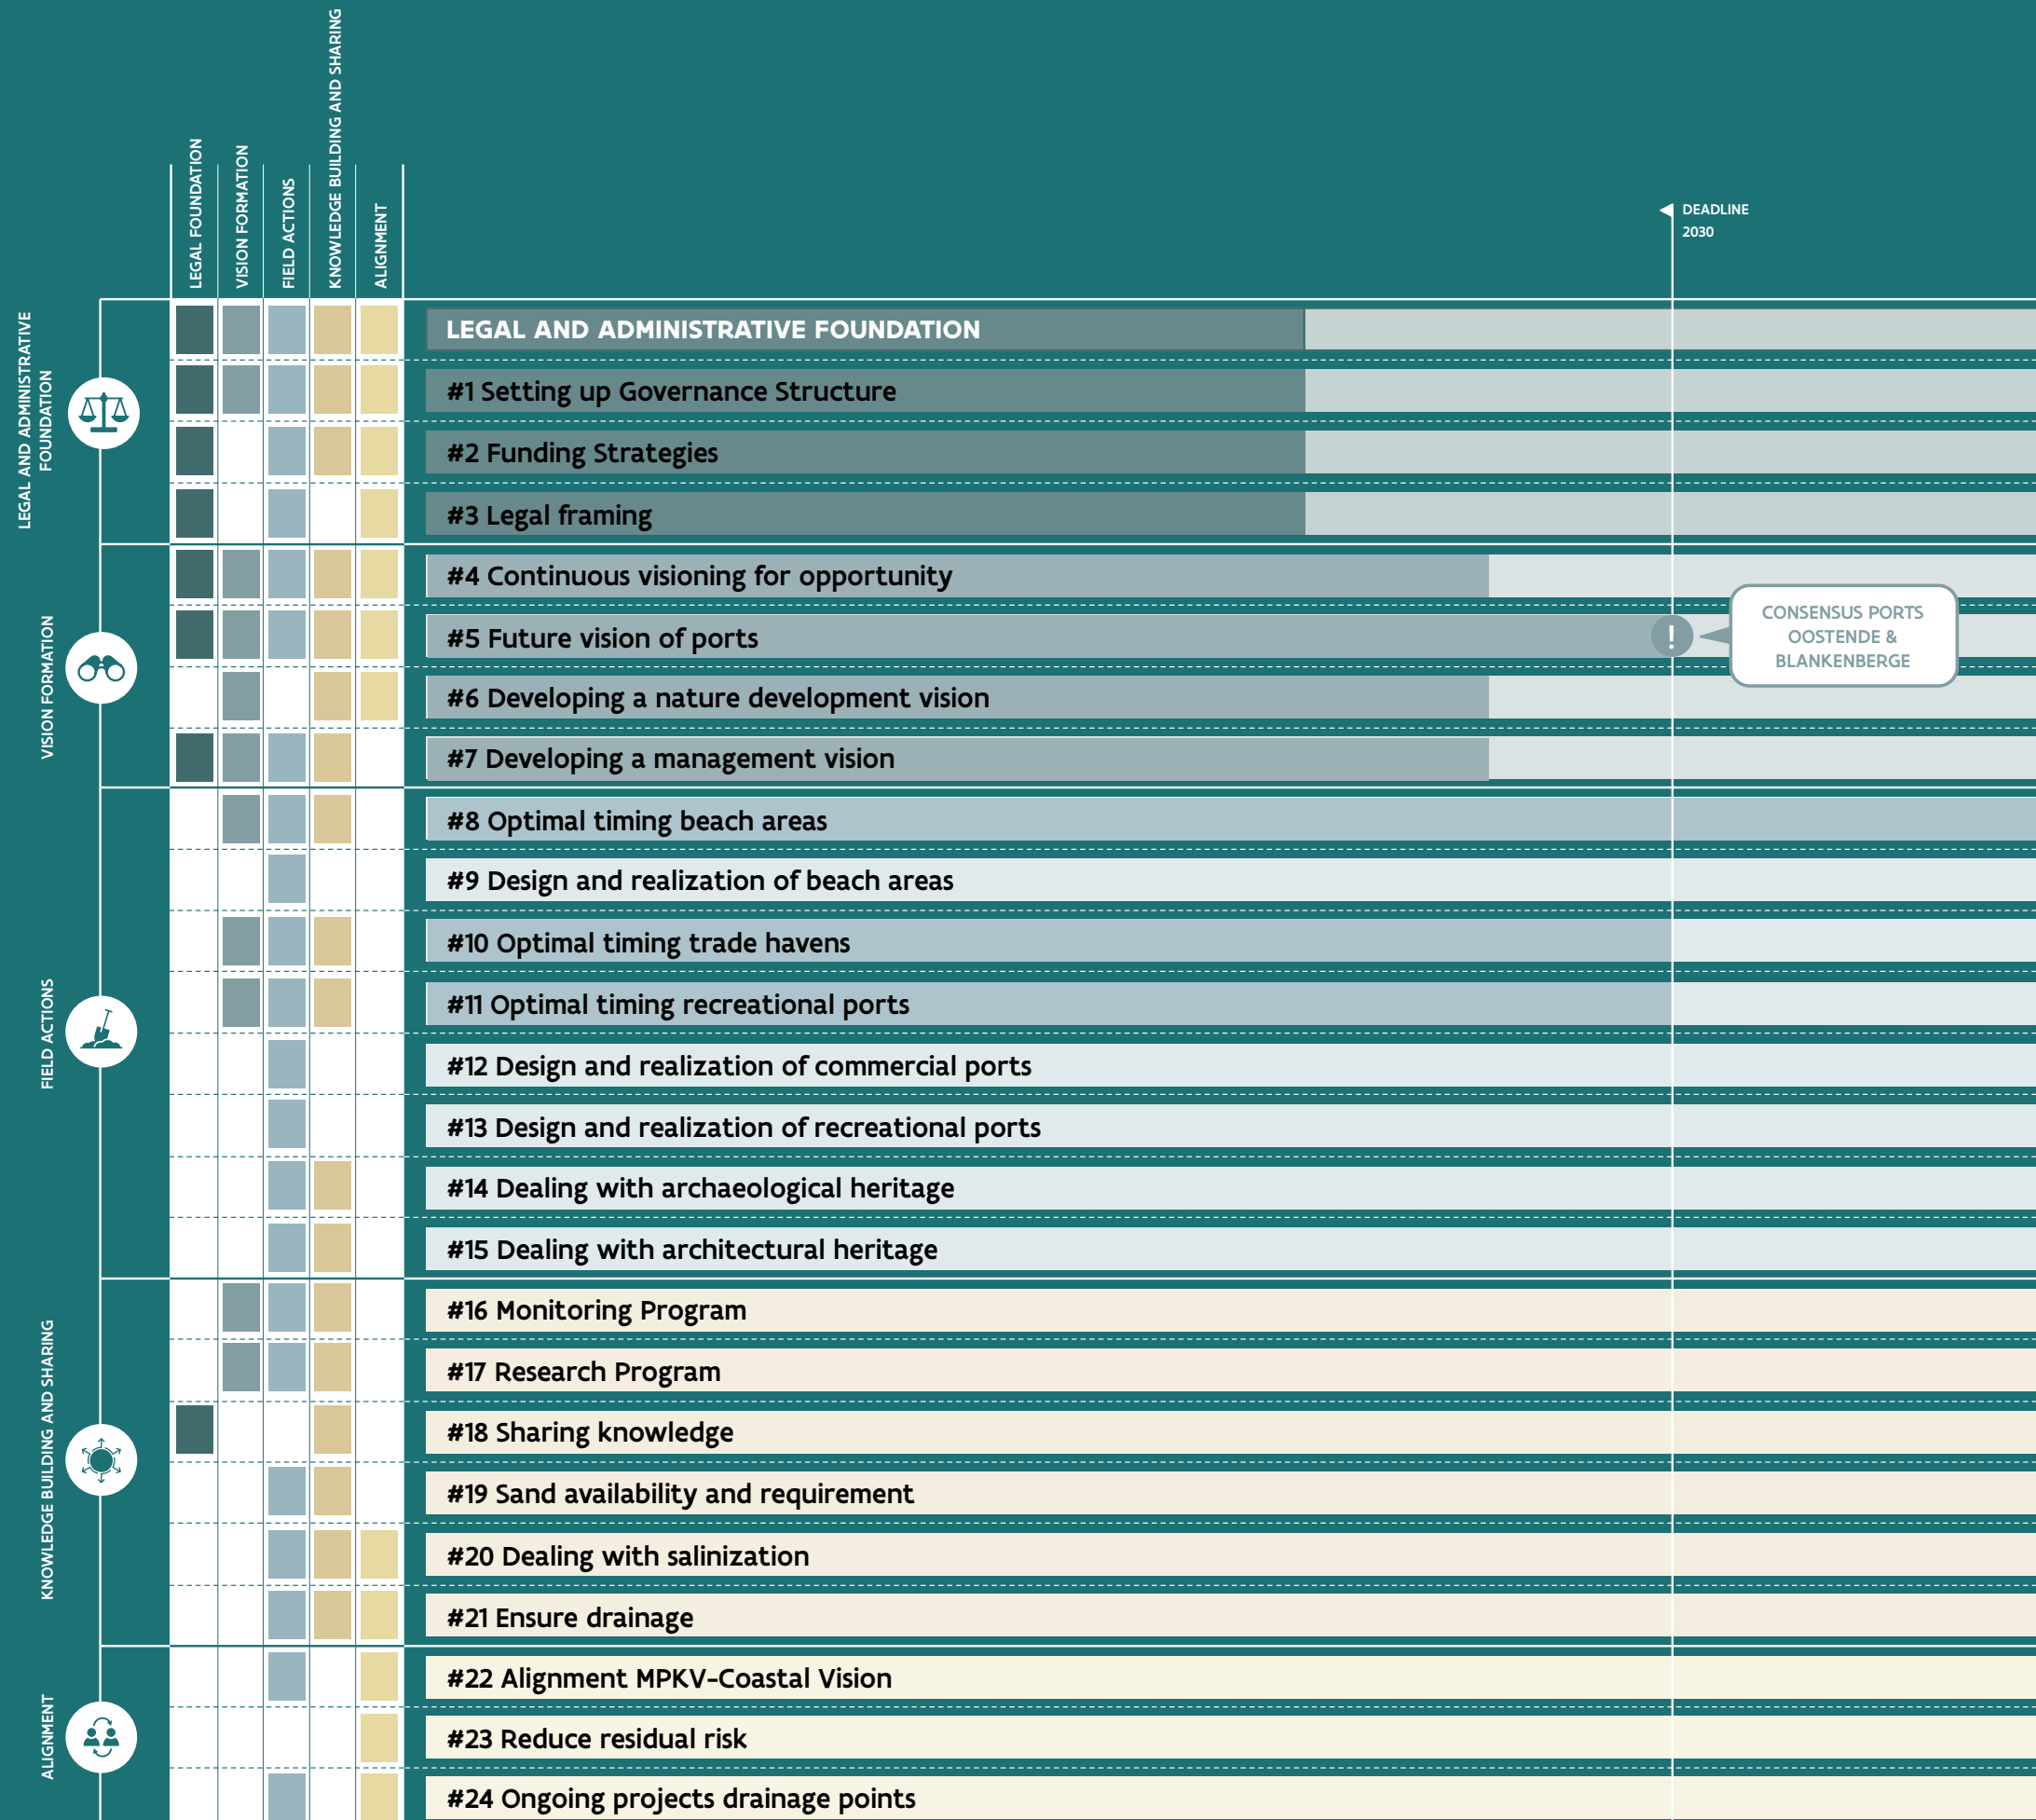 LEGAL FOUNDATION
VISION FORMATION
FIELD ACTIONS
KNOWLEDGE BUILDING AND SHARING
ALIGNMENT
DEADLINE
2030
LEGAL AND ADMINISTRATIVE
FOUNDATION
LEGAL AND ADMINISTRATIVE FOUNDATION
#1 Setting up Governance Structure
#2 Funding Strategies
#3 Legal framing
VISION FORMATION
#4 Continuous visioning for opportunity
#5 Future vision of ports
!
CONSENSUS PORTS
OOSTENDE &
BLANKENBERGE
#6 Developing a nature development vision
#7 Developing a management vision
FIELD ACTIONS
#8 Optimal timing beach areas
#9 Design and realization of beach areas
#10 Optimal timing trade havens
#11 Optimal timing recreational ports
#12 Design and realization of commercial ports
#13 Design and realization of recreational ports
#14 Dealing with archaeological heritage
#15 Dealing with architectural heritage
KNOWLEDGE BUILDING AND SHARING
#16 Monitoring Program
#17 Research Program
#18 Sharing knowledge
#19 Sand availability and requirement
#20 Dealing with salinization
#21 Ensure drainage
ALIGNMENT
#22 Alignment MPKV-Coastal Vision
#23 Reduce residual risk
#24 Ongoing projects drainage points